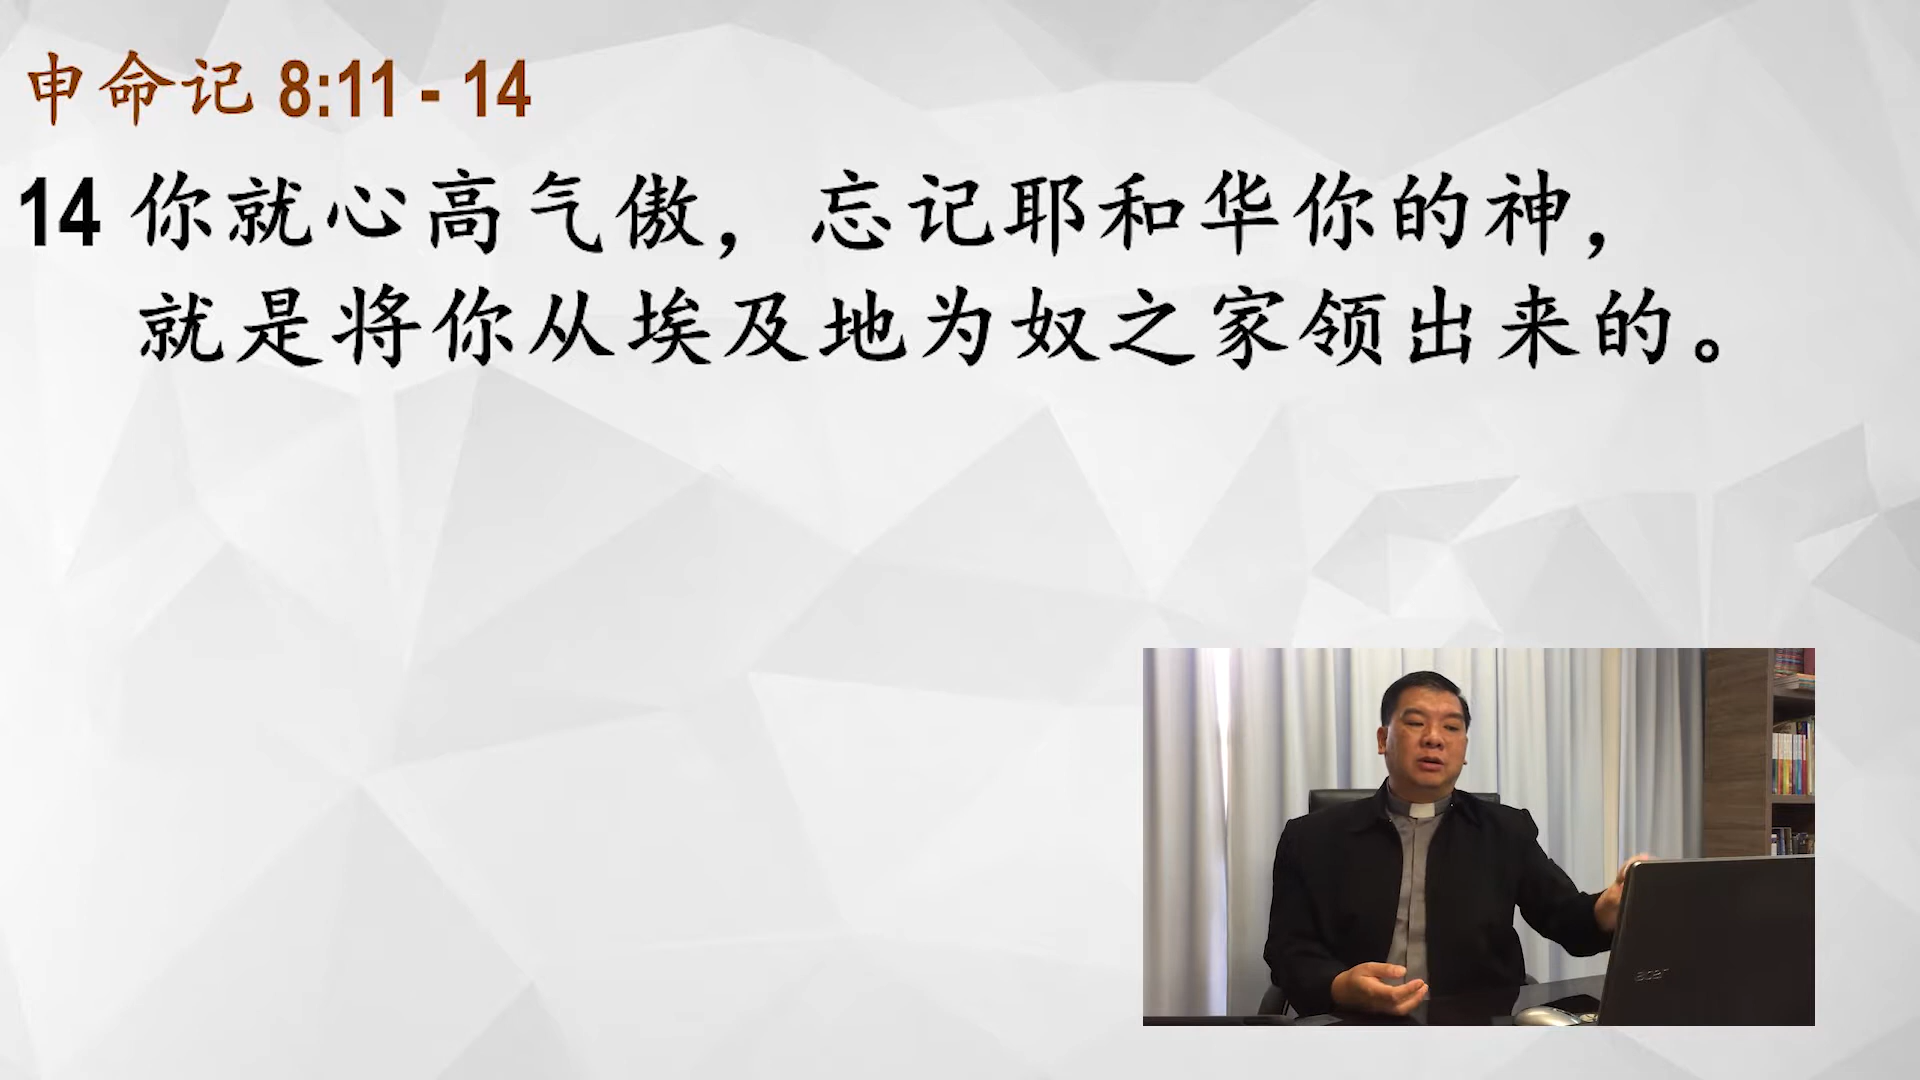 申命记 8:11 - 14
14 你就心高气傲，忘记耶和华你的神，
就是将你从埃及地为奴之家领出来的。
acer